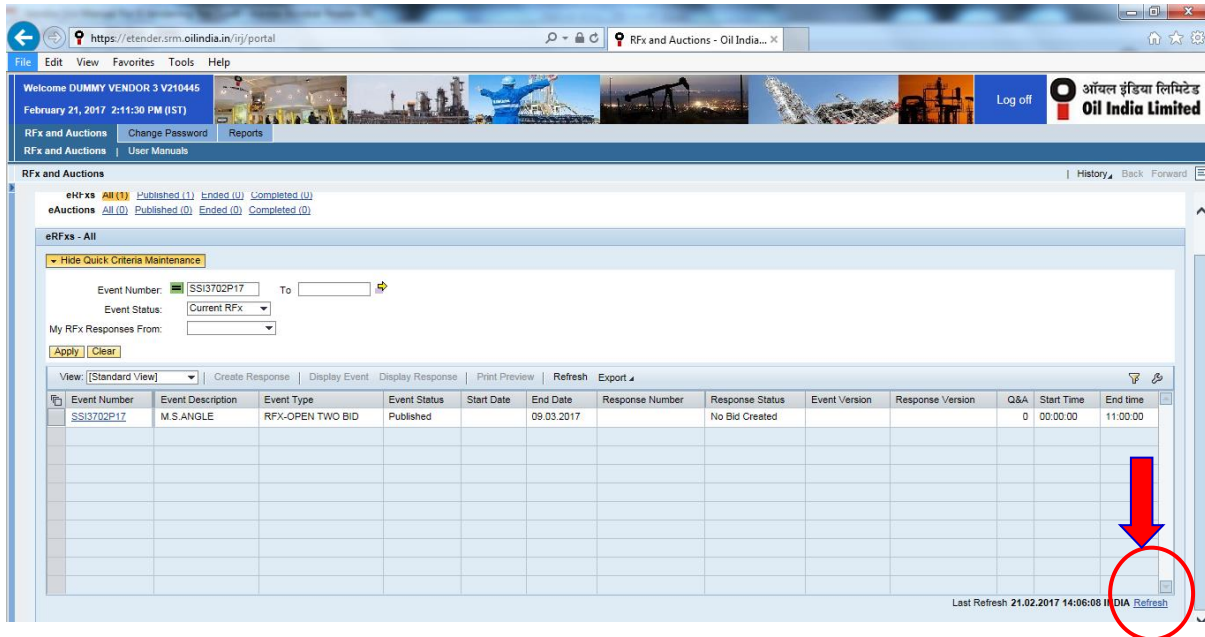 https://etender.srm.oilindia.in/irj/portal
RFx and Auctions - Oil India...
File Edit View Favorites Tools Help
Welcome DUMMY VENDOR 3 V210445
February 21, 2017 2:11:30 PM (IST)
Log off
ऑयल इंडिया लिमिटेड
Oil India Limited
RFx and Auctions Change Password Reports
RFx and Auctions | User Manuals
RFx and Auctions | History Back Forward
eRFxs All (1) Published (1) Ended (0) Completed (0)
eAuctions All (0) Published (0) Ended (0) Completed (0)
eRFxs - All
Hide Quick Criteria Maintenance
Event Number: SSI3702P17 To
Event Status: Current RFx
My RFx Responses From:
Apply Clear
View: [Standard View] | Create Response | Display Event Display Response | Print Preview | Refresh Export
Event Number Event Description Event Type Event Status Start Date End Date Response Number Response Status Event Version Response Version Q&A Start Time End time
SSI3702P17 M.S.ANGLE RFX-OPEN TWO BID Published 09.03.2017 No Bid Created 0 00:00:00 11:00:00
Last Refresh 21.02.2017 14:06:08 INDIA Refresh